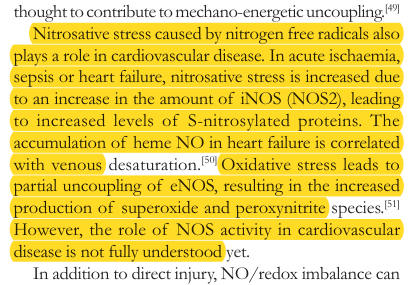 thought to contribute to mechano-energetic uncoupling.[49]
Nitrosative stress caused by nitrogen free radicals also
plays a role in cardiovascular disease. In acute ischaemia,
sepsis or heart failure, nitrosative stress is increased due
to an increase in the amount of iNOS (NOS2), leading
to increased levels of S-nitrosylated proteins. The
accumulation of heme NO in heart failure is correlated
with venous desaturation.[50] Oxidative stress leads to
partial uncoupling of eNOS, resulting in the increased
production of superoxide and peroxynitrite species.[51]
However, the role of NOS activity in cardiovascular
disease is not fully understood yet.
In addition to direct injury, NO/redox imbalance can